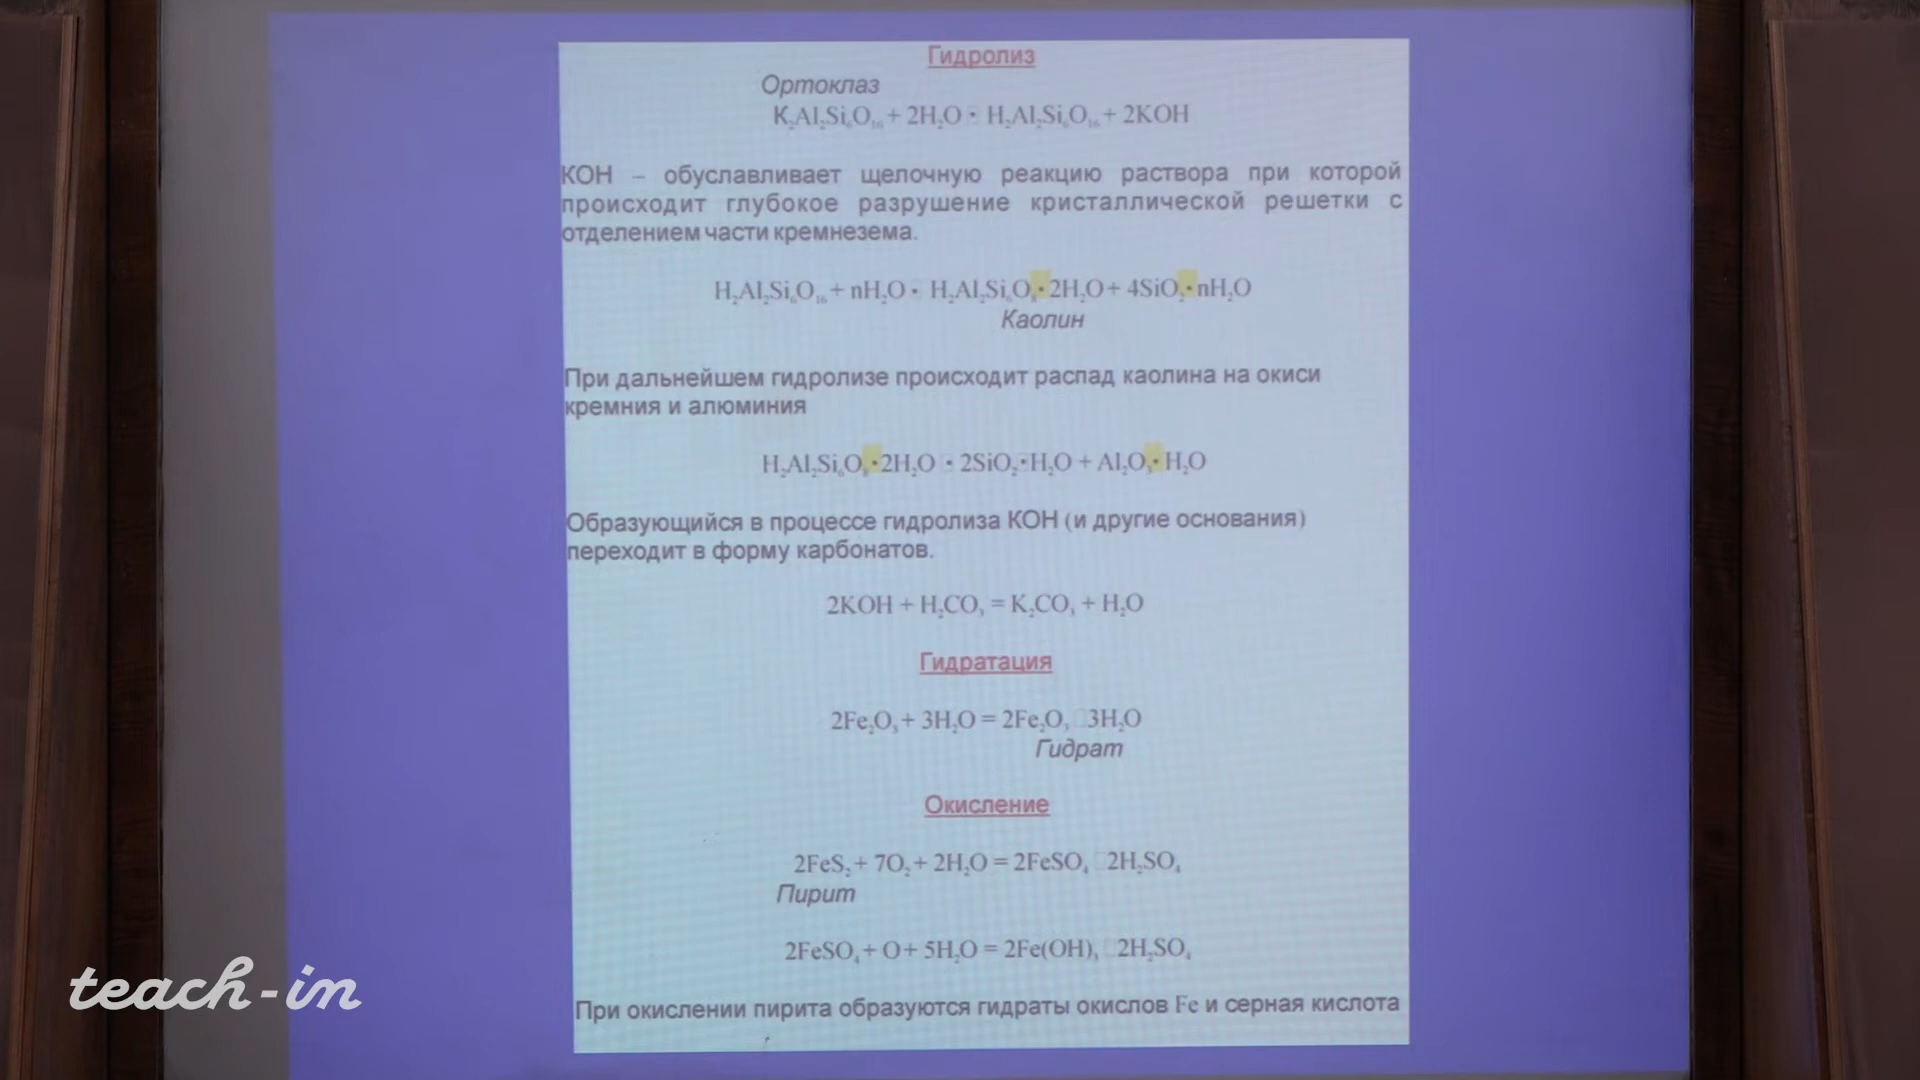 Гидролиз
Ортоклаз
K₂Al₂Si₆O₁₆ + 2H₂O • H₂Al₂Si₆O₁₆ + 2KOH
КОН – обуславливает щелочную реакцию раствора при которой
происходит глубокое разрушение кристаллической решетки с
отделением части кремнезема.
H₂Al₂Si₆O₁₆ + nH₂O • H₂Al₂Si₆O₈•2H₂O + 4SiO₂•nH₂O
Каолин
При дальнейшем гидролизе происходит распад каолина на окиси
кремния и алюминия
H₂Al₂Si₆O₈•2H₂O • 2SiO₂•H₂O + Al₂O₃•H₂O
Образующийся в процессе гидролиза КОН (и другие основания)
переходит в форму карбонатов.
2KOH + H₂CO₃ = K₂CO₃ + H₂O
Гидратация
2Fe₂O₃ + 3H₂O = 2Fe₂O₃ 3H₂O
Гидрат
Окисление
2FeS₂ + 7O₂ + 2H₂O = 2FeSO₄ 2H₂SO₄
Пирит
2FeSO₄ + O + 5H₂O = 2Fe(OH)₃ 2H₂SO₄
При окислении пирита образуются гидраты окислов Fe и серная кислота
teach-in